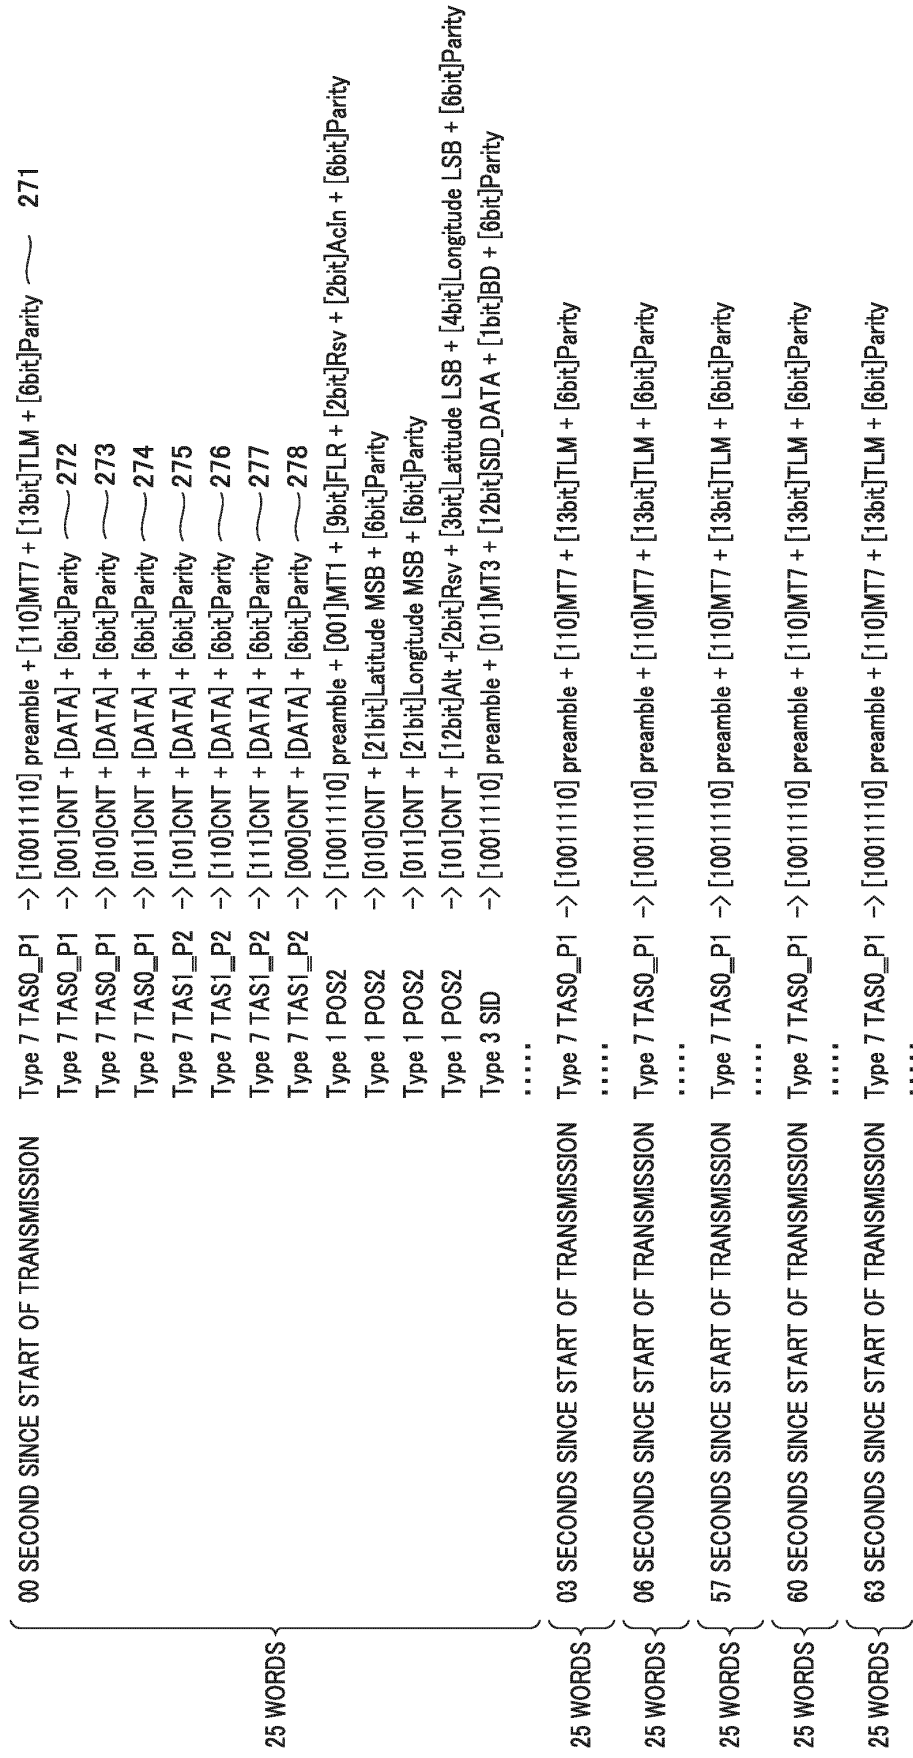 25 WORDS
00 SECOND SINCE START OF TRANSMISSION
Type 7 TAS0_P1 -> [10011110] preamble + [110]MT7 + [13bit]TLM + [6bit]Parity 271
Type 7 TAS0_P1 -> [001]CNT + [DATA] + [6bit]Parity 272
Type 7 TAS0_P1 -> [010]CNT + [DATA] + [6bit]Parity 273
Type 7 TAS0_P1 -> [011]CNT + [DATA] + [6bit]Parity 274
Type 7 TAS1_P2 -> [101]CNT + [DATA] + [6bit]Parity 275
Type 7 TAS1_P2 -> [110]CNT + [DATA] + [6bit]Parity 276
Type 7 TAS1_P2 -> [111]CNT + [DATA] + [6bit]Parity 277
Type 7 TAS1_P2 -> [000]CNT + [DATA] + [6bit]Parity 278
Type 1 POS2 -> [10011110] preamble + [001]MT1 + [9bit]FLR + [2bit]Rsv + [2bit]AcIn + [6bit]Parity
Type 1 POS2 -> [010]CNT + [21bit]Latitude MSB + [6bit]Parity
Type 1 POS2 -> [011]CNT + [21bit]Longitude MSB + [6bit]Parity
Type 1 POS2 -> [101]CNT + [12bit]Alt +[2bit]Rsv + [3bit]Latitude LSB + [4bit]Longitude LSB + [6bit]Parity
Type 3 SID -> [10011110] preamble + [011]MT3 + [12bit]SID_DATA + [1bit]BD + [6bit]Parity
.....
25 WORDS
03 SECONDS SINCE START OF TRANSMISSION Type 7 TAS0_P1 -> [10011110] preamble + [110]MT7 + [13bit]TLM + [6bit]Parity
.....
25 WORDS
06 SECONDS SINCE START OF TRANSMISSION Type 7 TAS0_P1 -> [10011110] preamble + [110]MT7 + [13bit]TLM + [6bit]Parity
.....
25 WORDS
57 SECONDS SINCE START OF TRANSMISSION Type 7 TAS0_P1 -> [10011110] preamble + [110]MT7 + [13bit]TLM + [6bit]Parity
.....
25 WORDS
60 SECONDS SINCE START OF TRANSMISSION Type 7 TAS0_P1 -> [10011110] preamble + [110]MT7 + [13bit]TLM + [6bit]Parity
.....
25 WORDS
63 SECONDS SINCE START OF TRANSMISSION Type 7 TAS0_P1 -> [10011110] preamble + [110]MT7 + [13bit]TLM + [6bit]Parity
.....